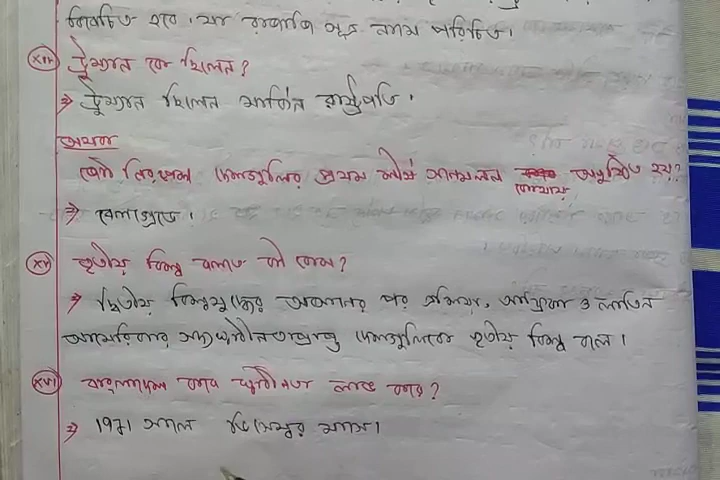 নির্বাচিত হবে। যা রাজাজি সূত্র নামে পরিচিত।
XIV ট্রুম্যান কে ছিলেন?
⇒ ট্রুম্যান ছিলেন মার্কিন রাষ্ট্রপতি।
অথবা
জোট নিরপেক্ষ দেশগুলির প্রথম শীর্ষ সম্মেলন কোথায় অনুষ্ঠিত হয়?
⇒ বেলগ্রেডে।
XV তৃতীয় বিশ্ব বলতে কী বোঝ?
⇒ দ্বিতীয় বিশ্বযুদ্ধের অবসানের পর এশিয়া, আফ্রিকা ও লাতিন
আমেরিকার সদ্যস্বাধীনতাপ্রাপ্ত দেশগুলিকে তৃতীয় বিশ্ব বলে।
XVI বাংলাদেশ কবে স্বাধীনতা লাভ করে?
⇒ 1971 সালে ডিসেম্বর মাসে।